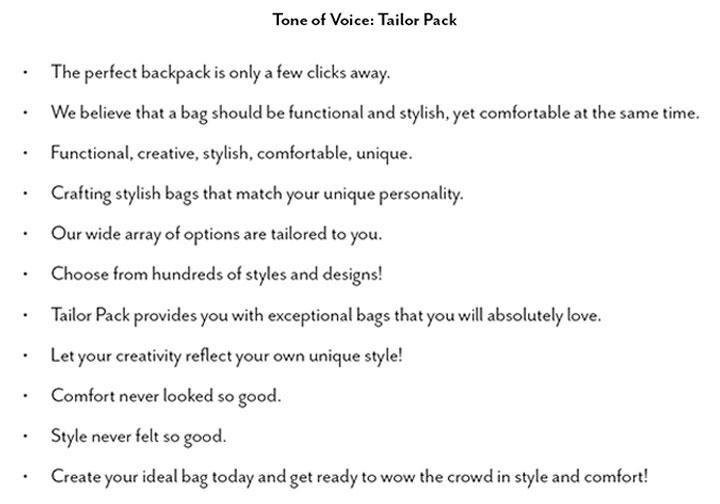 Tone of Voice: Tailor Pack
• The perfect backpack is only a few clicks away.
• We believe that a bag should be functional and stylish, yet comfortable at the same time.
• Functional, creative, stylish, comfortable, unique.
• Crafting stylish bags that match your unique personality.
• Our wide array of options are tailored to you.
• Choose from hundreds of styles and designs!
• Tailor Pack provides you with exceptional bags that you will absolutely love.
• Let your creativity reflect your own unique style!
• Comfort never looked so good.
• Style never felt so good.
• Create your ideal bag today and get ready to wow the crowd in style and comfort!